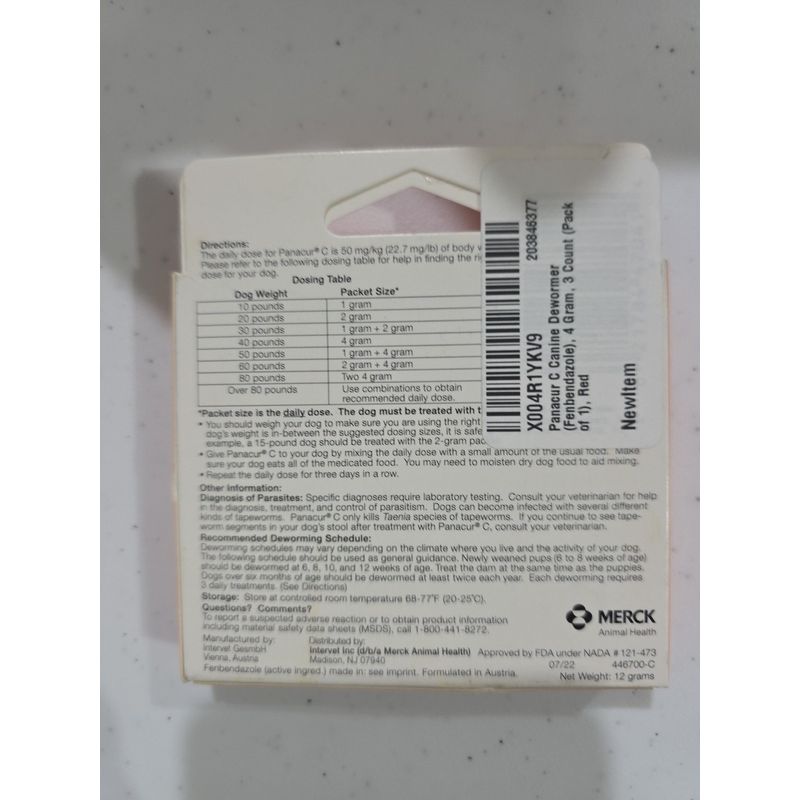 Directions:
The daily dose for Panacur® C is 50 mg/kg (22.7 mg/lb) of body
Please refer to the following dosing table for help in finding the
dose for your dog.
Dosing Table
Dog Weight Packet Size*
10 pounds 1 gram
20 pounds 2 gram
30 pounds 1 gram + 2 gram
40 pounds 4 gram
50 pounds 1 gram + 4 gram
60 pounds 2 gram + 4 gram
80 pounds Two 4 gram
Over 80 pounds Use combinations to obtain
recommended daily dose.
*Packet size is the daily dose. The dog must be treated with
• You should weigh your dog to make sure you are using the right
dog's weight is in-between the suggested dosing sizes, it is safe
example, a 15-pound dog should be treated with the 2-gram
• Give Panacur® C to your dog by mixing the daily dose with a small amount of the usual food. Make
sure your dog eats all of the medicated food. You may need to moisten dry dog food to aid mixing.
• Repeat the daily dose for three days in a row.
Other information:
Diagnosis of Parasites: Specific diagnoses require laboratory testing. Consult your veterinarian for help
in the diagnosis, treatment, and control of parasitism. Dogs can become infected with several different
kinds of tapeworms. Panacur® C only kills Taenia species of tapeworms. If you continue to see tape-
worm segments in your dog's stool after treatment with Panacur® C, consult your veterinarian.
Recommended Deworming Schedule:
Deworming schedules may vary depending on the climate where you live and the activity of your dog.
The following schedule should be used as general guidance. Newly weaned pups (6 to 8 weeks of age)
should be dewormed at 6, 8, 10, and 12 weeks of age. Treat the dam at the same time as the puppies.
Dogs over six months of age should be dewormed at least twice each year. Each deworming requires
3 daily treatments. (See Directions)
Storage: Store at controlled room temperature 68-77°F (20-25°C).
Questions? Comments?
To report a suspected adverse reaction or to obtain product information
including material safety data sheets (MSDS), call 1-800-441-8272.
Manufactured by:
Intervet GesmbH
Vienna, Austria
Distributed by:
Intervet Inc (d/b/a Merck Animal Health)
Madison, NJ 07940
Fenbendazole (active ingred.) made in: see imprint. Formulated in Austria.
MERCK
Animal Health
Approved by FDA under NADA # 121-473
07/22 446700-C
Net Weight: 12 grams
203846377
X004R1YKV9
Panacur C Canine Dewormer
(Fenbendazole), 4 Gram, 3 Count (Pack
of 1), Red
NewItem